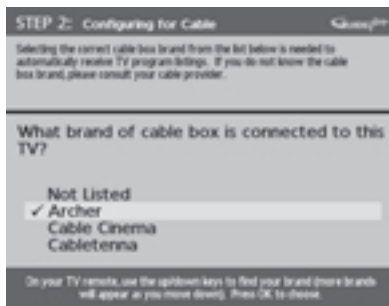 STEP 2: Configuring for Cable
Selecting the correct cable box brand from the list below is needed to
automatically receive TV program listings. If you do not know the cable
box brand, please consult your cable provider.
What brand of cable box is connected to this
TV?
Not Listed
✓ Archer
Cable Cinema
Cabletenna
On your TV remote, use the up/down keys to find your brand (more brands
will appear as you move down). Press OK to choose.